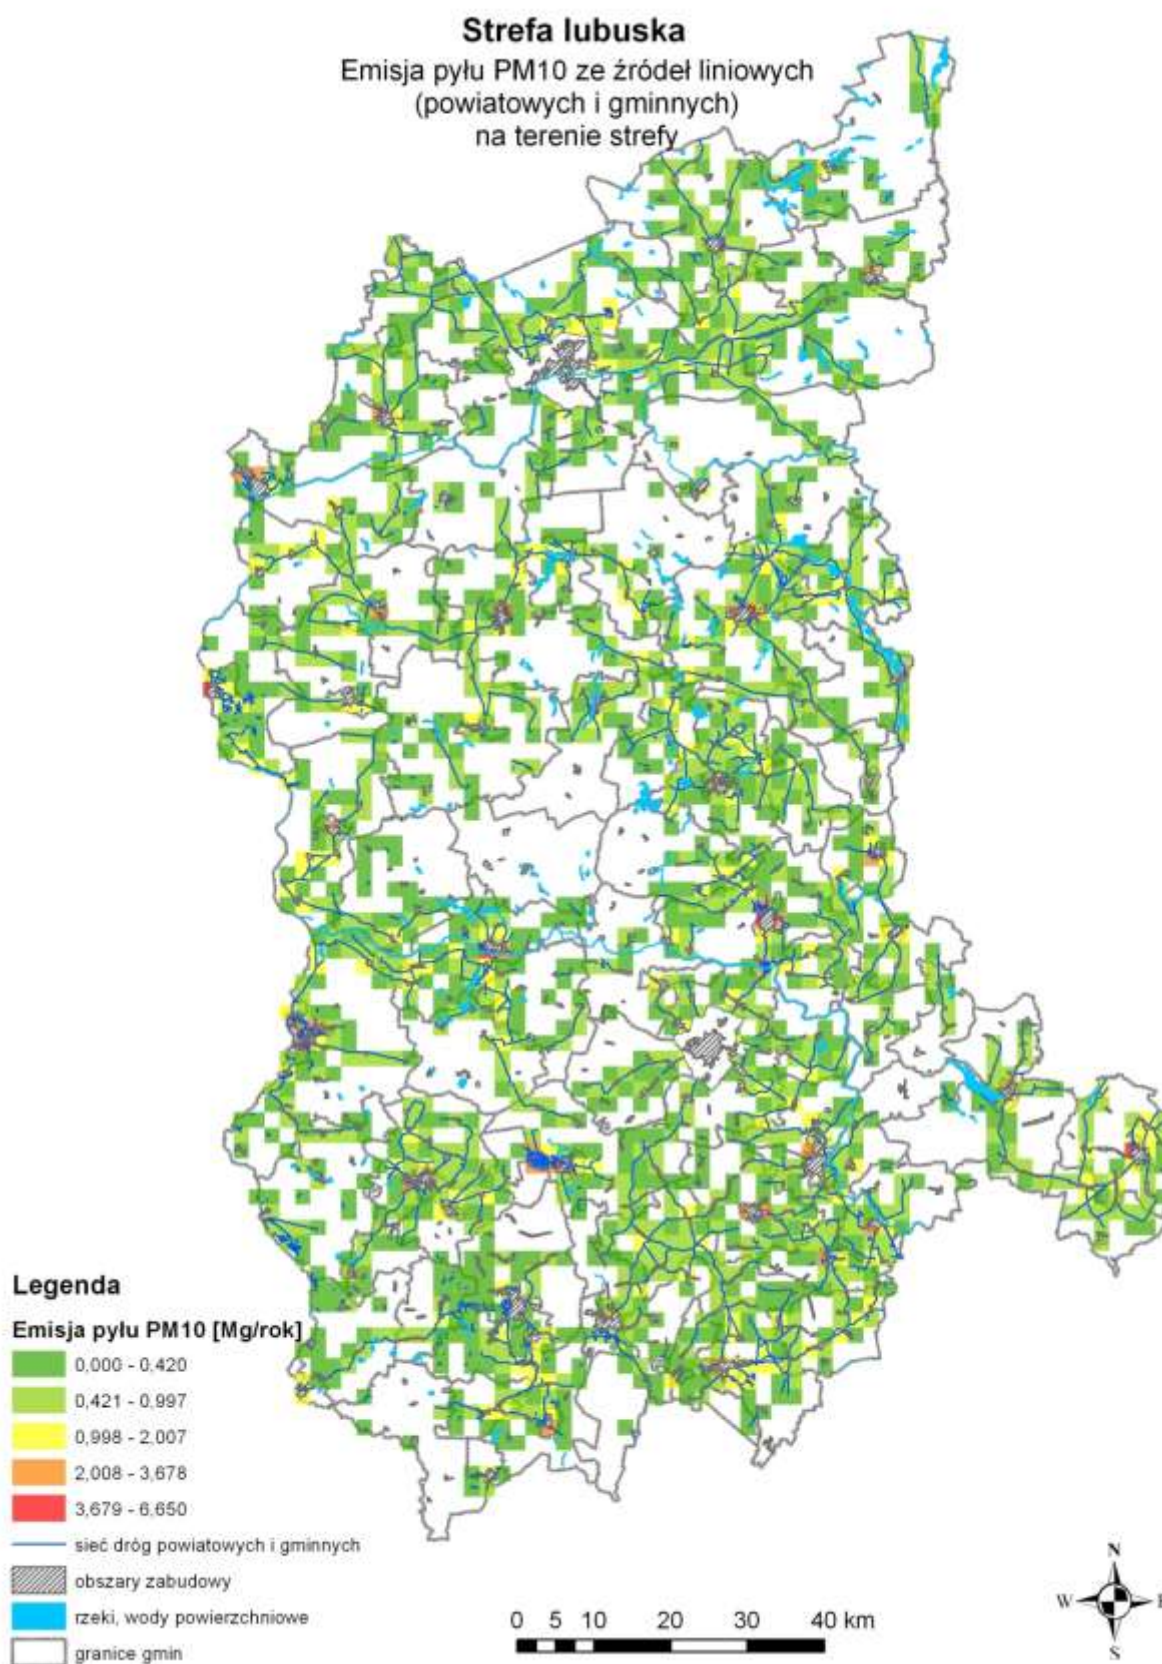 Strefa lubuska
Emisja pyłu PM10 ze źródeł liniowych
(powiatowych i gminnych)
na terenie strefy
Legenda
Emisja pyłu PM10 [Mg/rok]
0,000 - 0,420
0,421 - 0,997
0,998 - 2,007
2,008 - 3,678
3,679 - 6,650
sieć dróg powiatowych i gminnych
obszary zabudowy
rzeki, wody powierzchniowe
granice gmin
0 5 10 20 30 40 km
N
W E
S